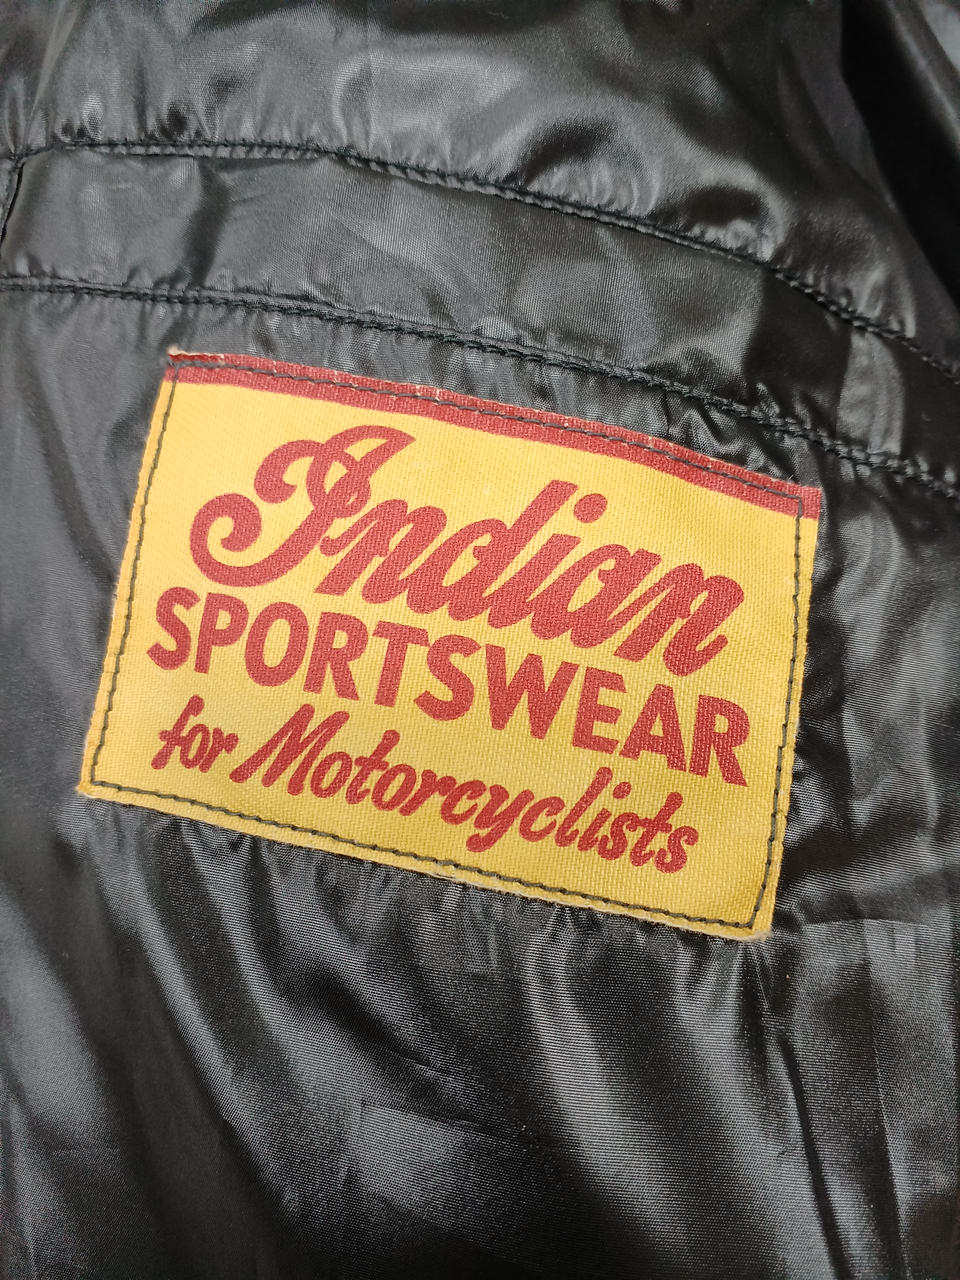 Indian
SPORTSWEAR
for Motorcyclists